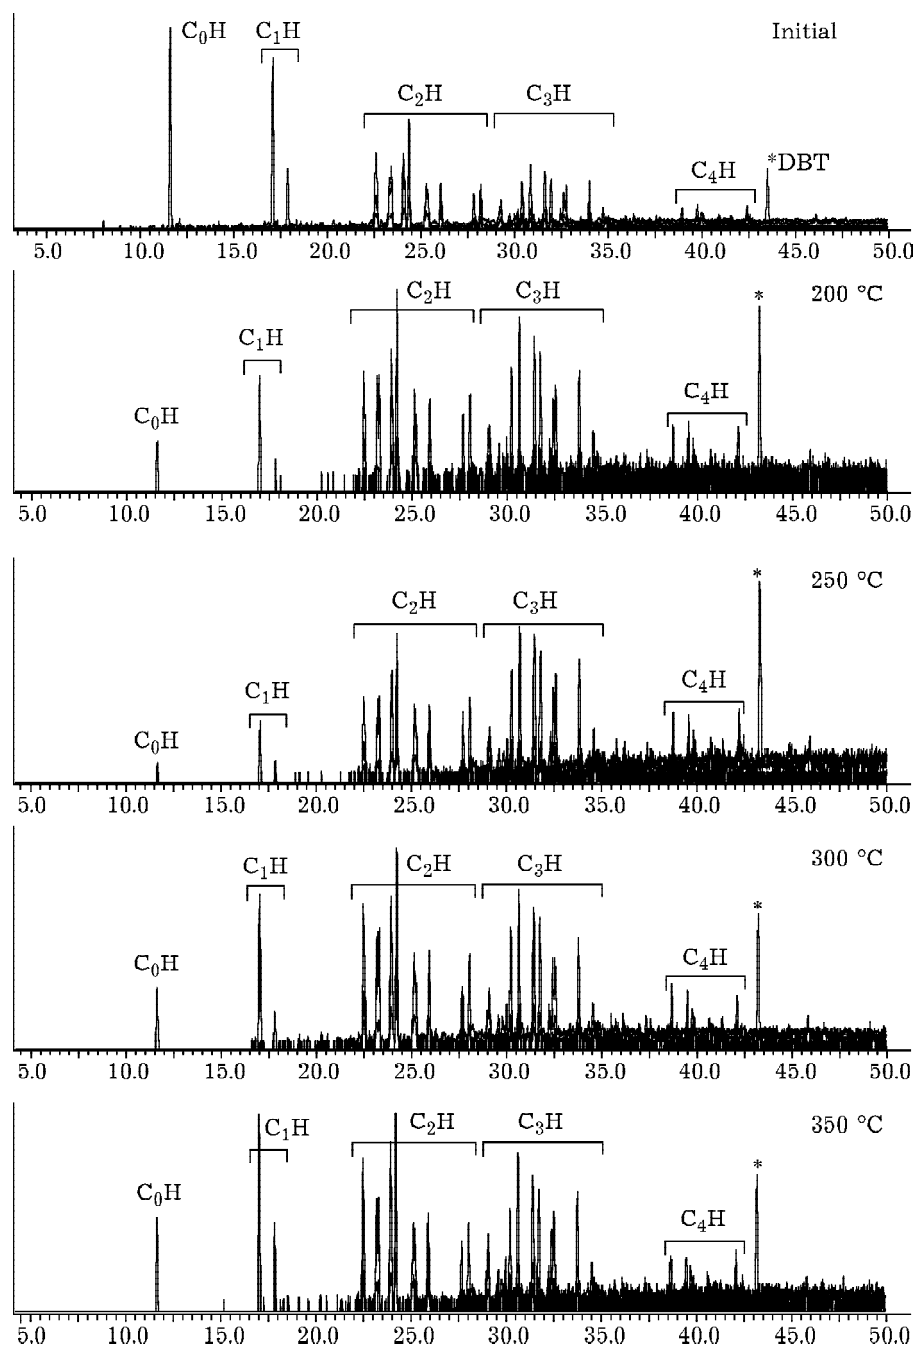 C₀H C₁H Initial
C₂H C₃H
C₄H *DBT
5.0 10.0 15.0 20.0 25.0 30.0 35.0 40.0 45.0 50.0
C₂H C₃H * 200 °C
C₁H
C₀H C₄H
5.0 10.0 15.0 20.0 25.0 30.0 35.0 40.0 45.0 50.0
* 250 °C
C₂H C₃H
C₁H C₄H
C₀H
5.0 10.0 15.0 20.0 25.0 30.0 35.0 40.0 45.0 50.0
C₁H C₂H C₃H 300 °C
*
C₀H C₄H
5.0 10.0 15.0 20.0 25.0 30.0 35.0 40.0 45.0 50.0
C₁H C₂H C₃H 350 °C
*
C₀H
C₄H
5.0 10.0 15.0 20.0 25.0 30.0 35.0 40.0 45.0 50.0